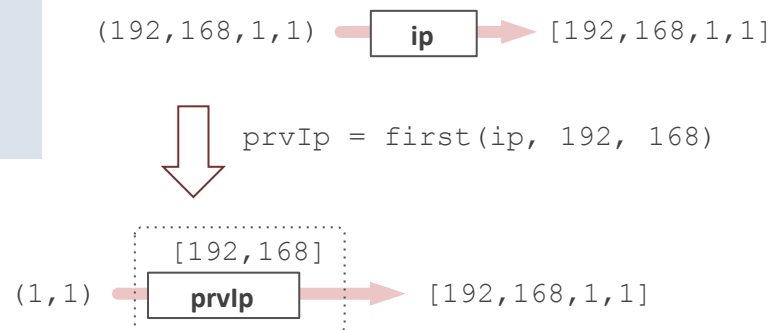 (192,168,1,1) ip [192,168,1,1]
prvIp = first(ip, 192, 168)
[192,168]
(1,1) prvIp [192,168,1,1]